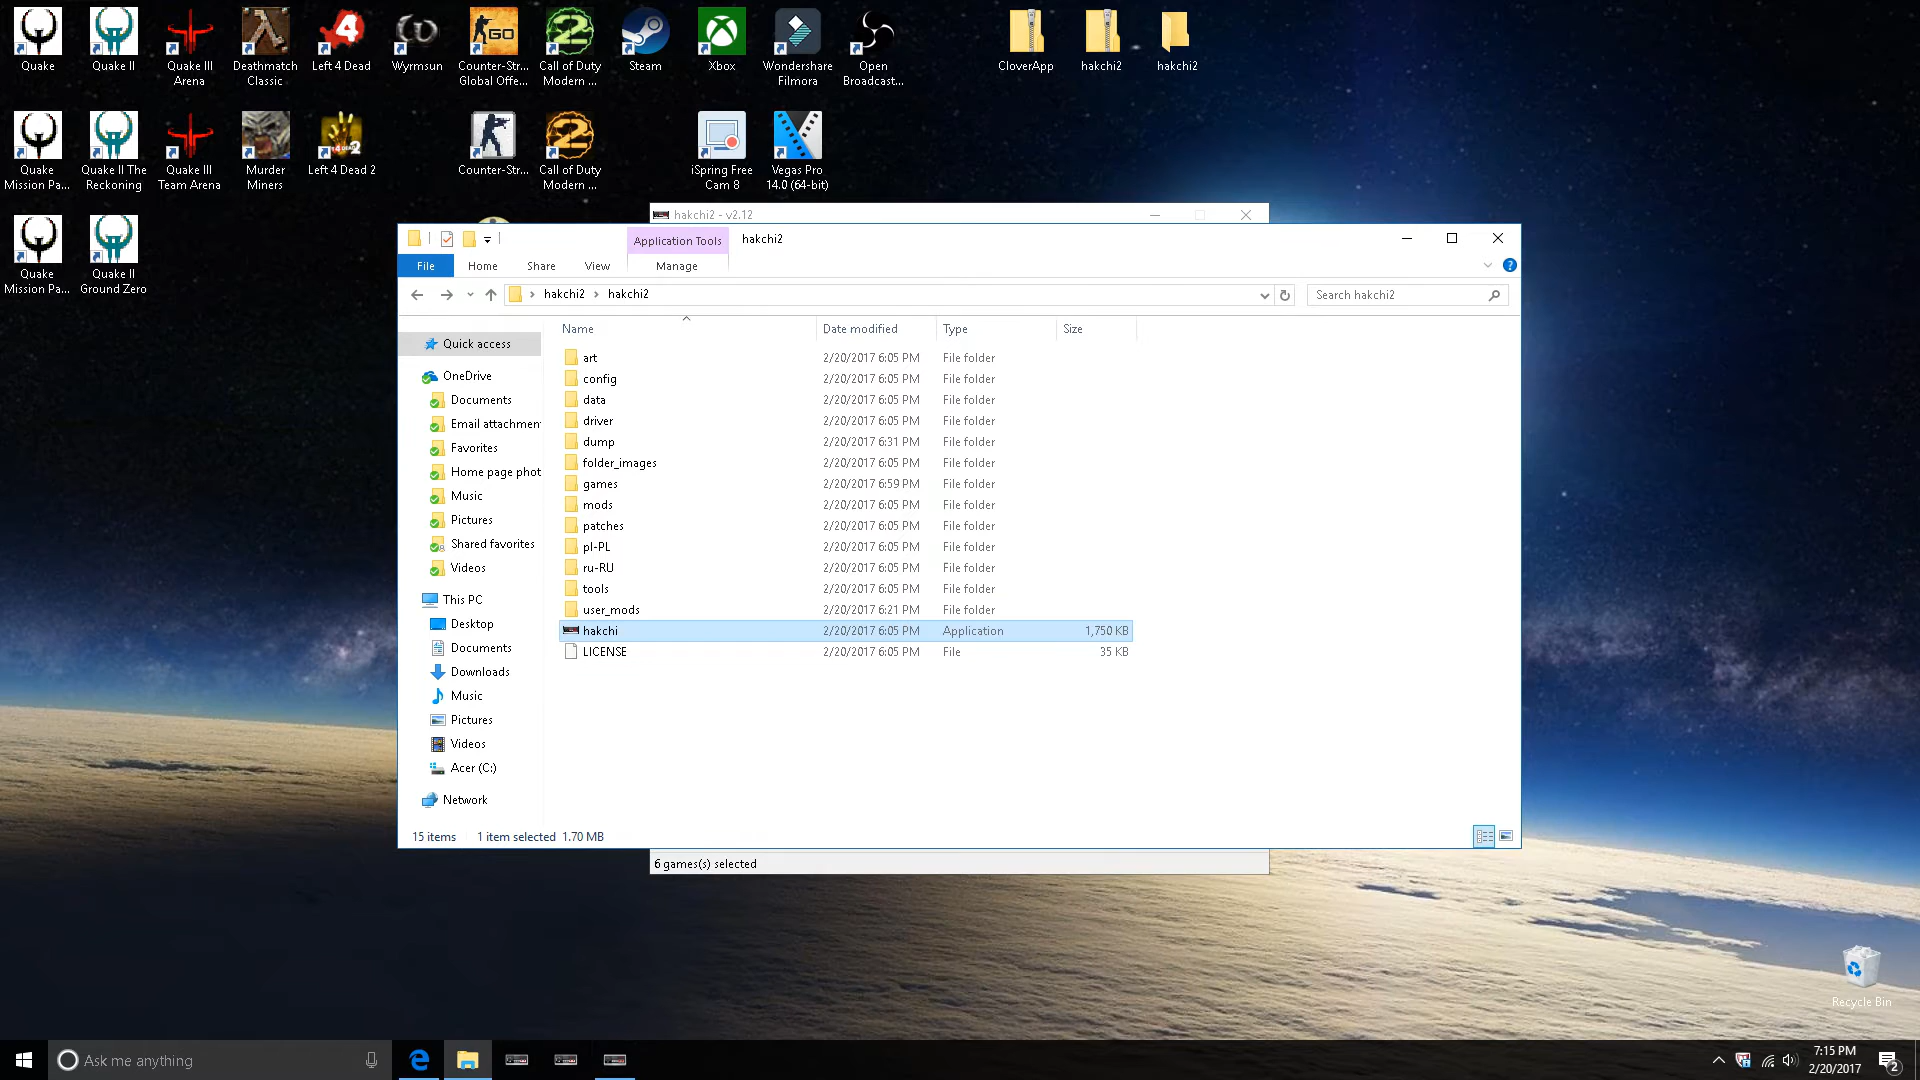 Quake
Quake II
Quake III
Arena
Deathmatch
Classic
Left 4 Dead
Wyrmsun
Counter-Str...
Global Offe...
Call of Duty
Modern ...
Steam
Xbox
Wondershare
Filmora
Open
Broadcast...
CloverApp
hakchi2
hakchi2
Quake
Mission Pa...
Quake II The
Reckoning
Quake III
Team Arena
Murder
Miners
Left 4 Dead 2
Counter-Str...
Call of Duty
Modern ...
iSpring Free
Cam 8
Vegas Pro
14.0 (64-bit)
Quake
Mission Pa...
Quake II
Ground Zero
hakchi2 - v2.12
Application Tools
hakchi2
File
Home
Share
View
Manage
hakchi2 > hakchi2
Search hakchi2
Name Date modified Type Size
Quick access
OneDrive
Documents
Email attachmen
Favorites
Home page phot
Music
Pictures
Shared favorites
Videos
This PC
Desktop
Documents
Downloads
Music
Pictures
Videos
Acer (C:)
Network
art 2/20/2017 6:05 PM File folder
config 2/20/2017 6:05 PM File folder
data 2/20/2017 6:05 PM File folder
driver 2/20/2017 6:05 PM File folder
dump 2/20/2017 6:31 PM File folder
folder_images 2/20/2017 6:05 PM File folder
games 2/20/2017 6:59 PM File folder
mods 2/20/2017 6:05 PM File folder
patches 2/20/2017 6:05 PM File folder
pl-PL 2/20/2017 6:05 PM File folder
ru-RU 2/20/2017 6:05 PM File folder
tools 2/20/2017 6:05 PM File folder
user_mods 2/20/2017 6:21 PM File folder
hakchi 2/20/2017 6:05 PM Application 1,750 KB
LICENSE 2/20/2017 6:05 PM File 35 KB
15 items 1 item selected 1.70 MB
6 games(s) selected
Recycle Bin
Ask me anything
7:15 PM
2/20/2017
2